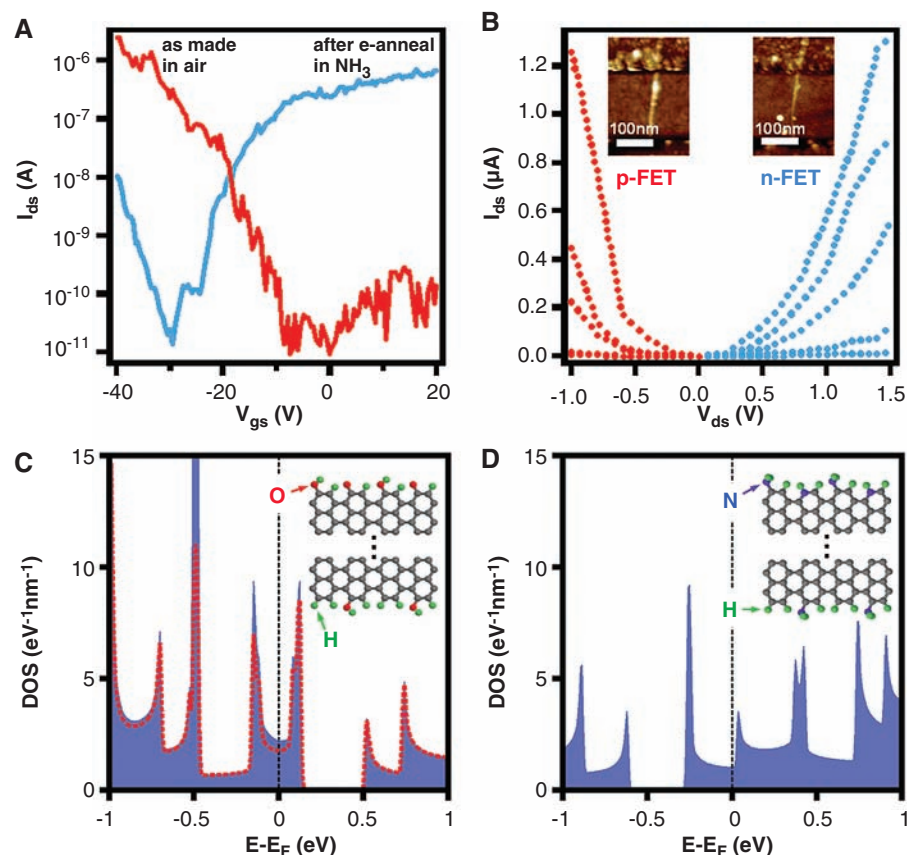 A
as made
in air
after e-anneal
in NH3
10-6
10-7
10-8
10-9
10-10
10-11
Ids (A)
-40
-20
0
20
Vgs (V)
B
1.2
1.0
0.8
0.6
0.4
0.2
0.0
Ids (µA)
100nm
100nm
p-FET
n-FET
-1.0
-0.5
0.0
0.5
1.0
1.5
Vds (V)
C
15
10
5
0
DOS (eV-1nm-1)
O
H
-1
-0.5
0
0.5
1
E-EF (eV)
D
15
10
5
0
DOS (eV-1nm-1)
N
H
-1
-0.5
0
0.5
1
E-EF (eV)